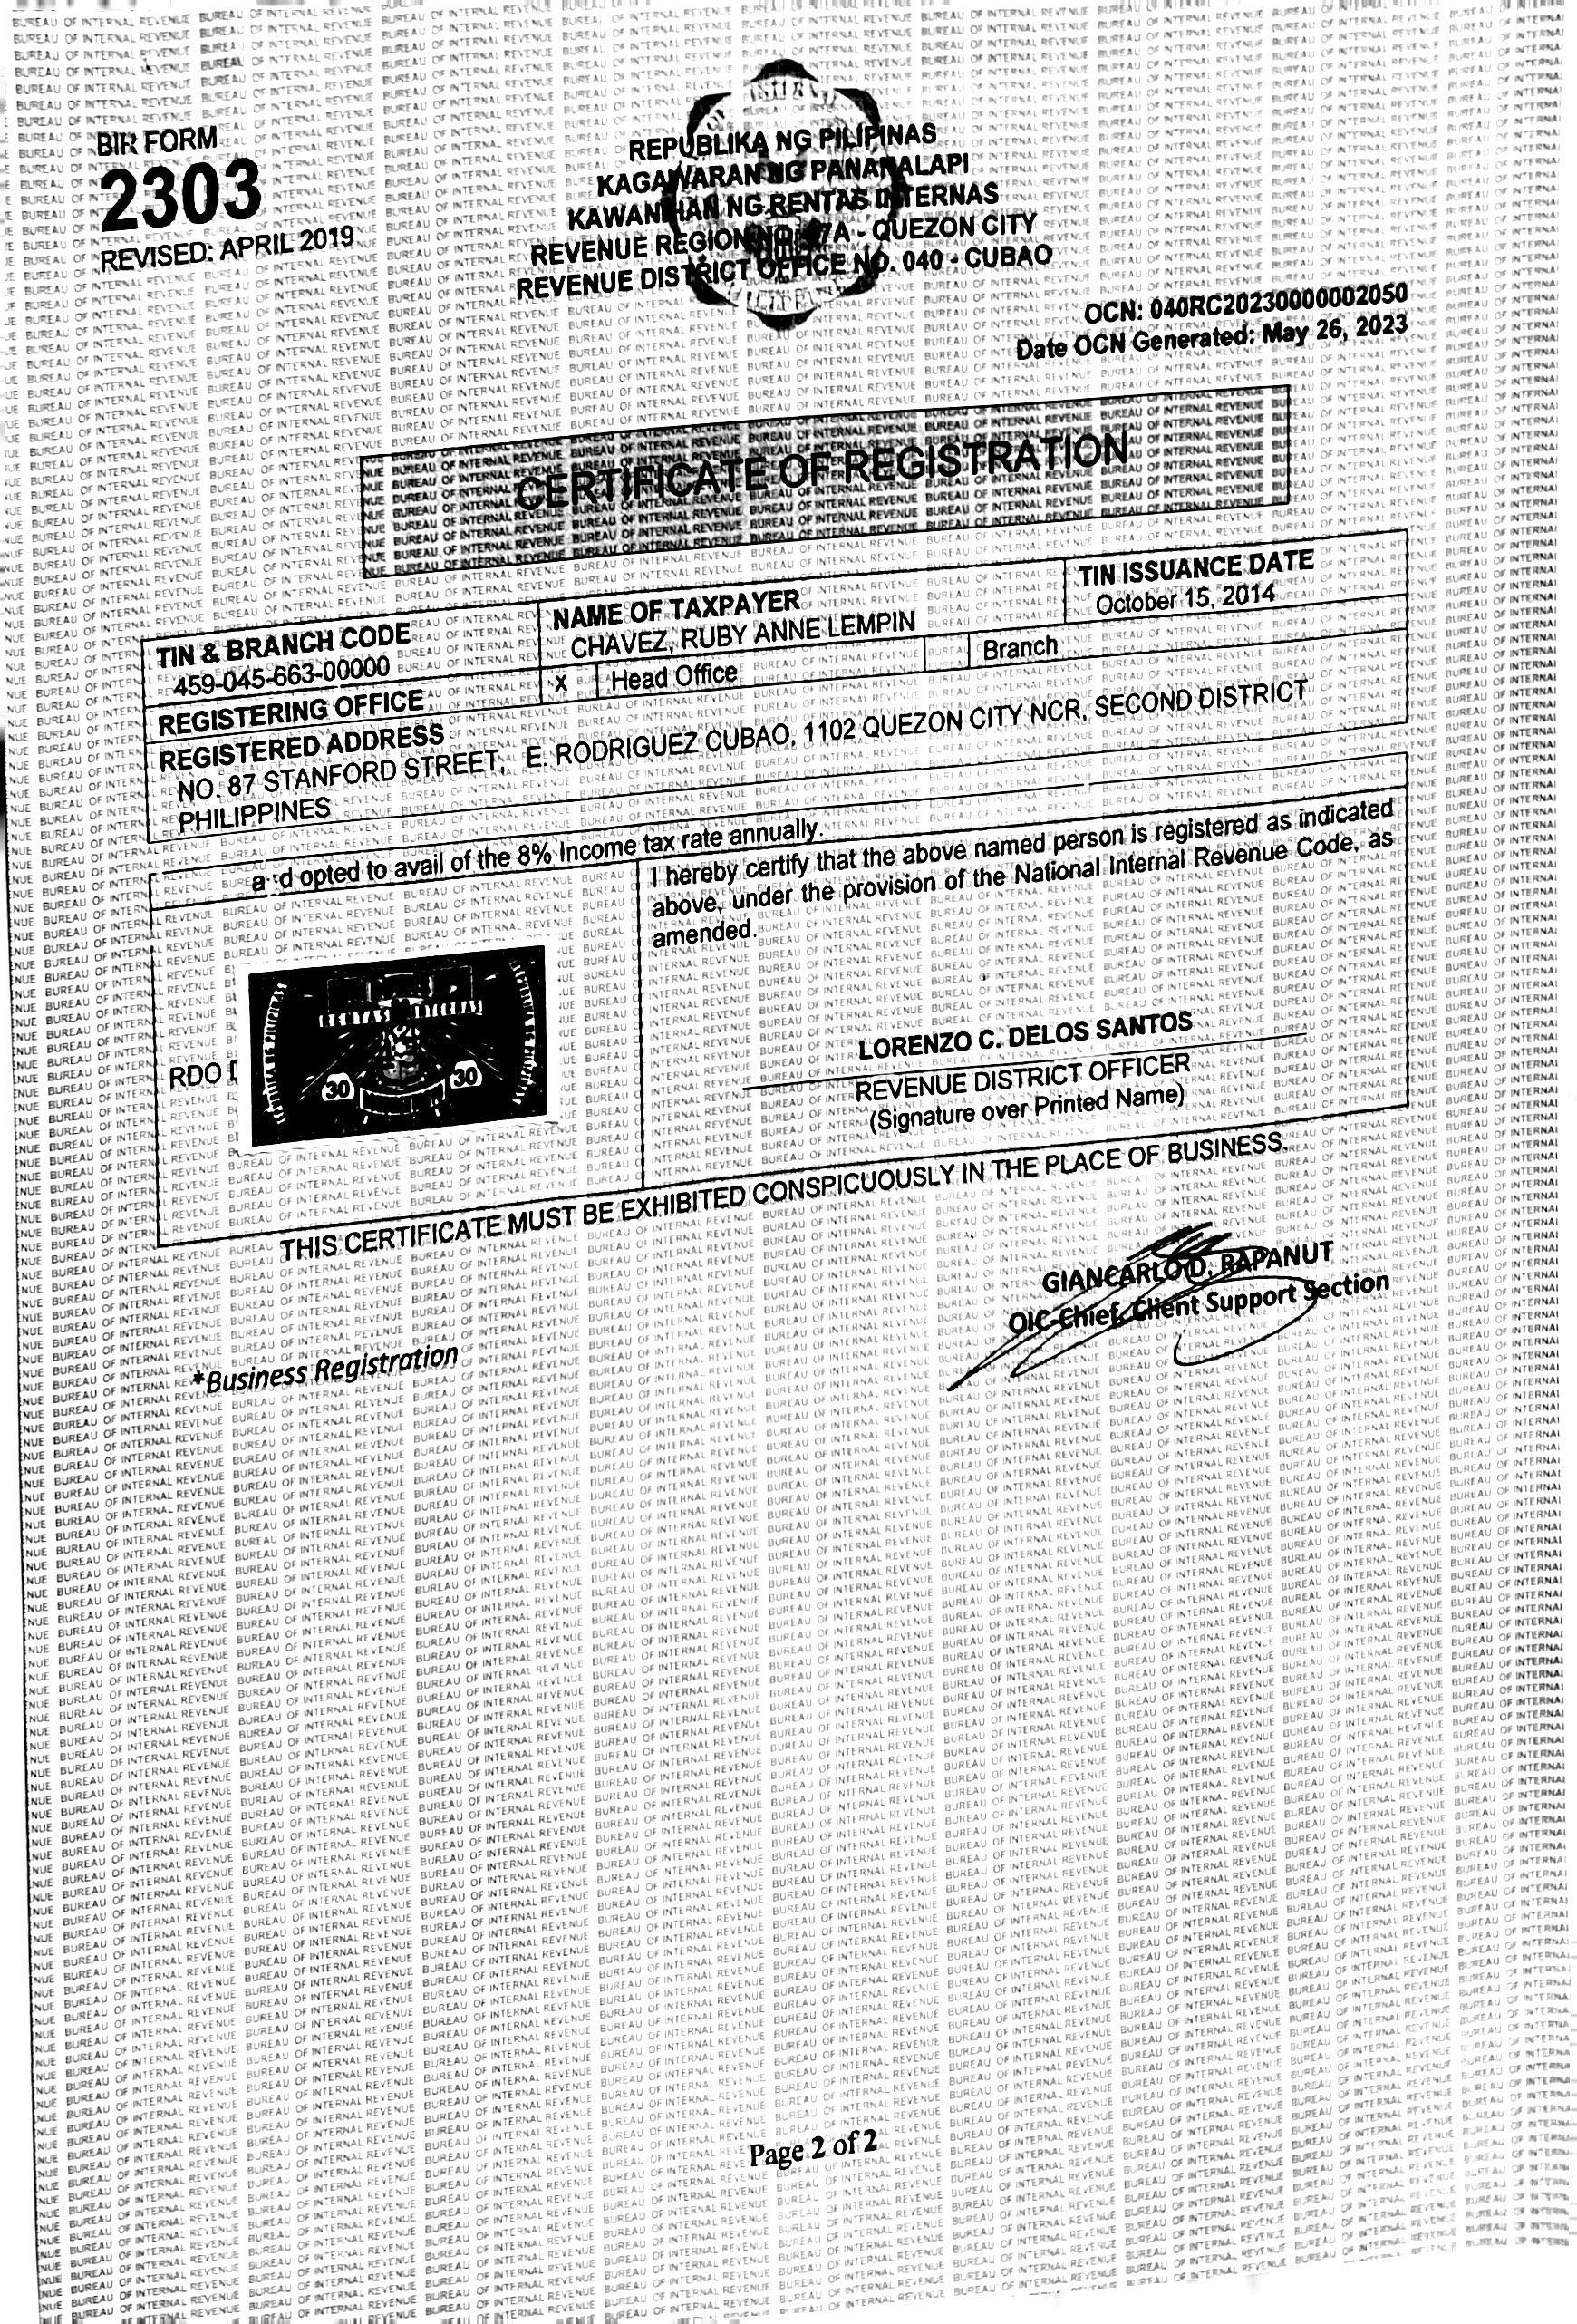 BIR FORM
2303
REVISED: APRIL 2019
REPUBLIKA NG PILIPINAS
KAGAWARAN NG PANANALAPI
KAWANIHAN NG RENTAS INTERNAS
REVENUE REGION NO. 07A - QUEZON CITY
REVENUE DISTRICT OFFICE NO. 040 - CUBAO
OCN: 040RC20230000002050
Date OCN Generated: May 26, 2023
CERTIFICATE OF REGISTRATION
TIN & BRANCH CODE
459-045-663-00000
NAME OF TAXPAYER
CHAVEZ, RUBY ANNE LEMPIN
TIN ISSUANCE DATE
October 15, 2014
REGISTERING OFFICE
x Head Office Branch
REGISTERED ADDRESS
NO. 87 STANFORD STREET, E. RODRIGUEZ CUBAO, 1102 QUEZON CITY NCR, SECOND DISTRICT
PHILIPPINES
opted to avail of the 8% Income tax rate annually.
I hereby certify that the above named person is registered as indicated
above, under the provision of the National Internal Revenue Code, as
amended.
RENTAS INTERNAS
30 30
RDO
LORENZO C. DELOS SANTOS
REVENUE DISTRICT OFFICER
(Signature over Printed Name)
THIS CERTIFICATE MUST BE EXHIBITED CONSPICUOUSLY IN THE PLACE OF BUSINESS.
GIANCARLO D. RAPANUT
OIC-Chief, Client Support Section
*Business Registration
Page 2 of 2
BUREAU OF INTERNAL REVENUE